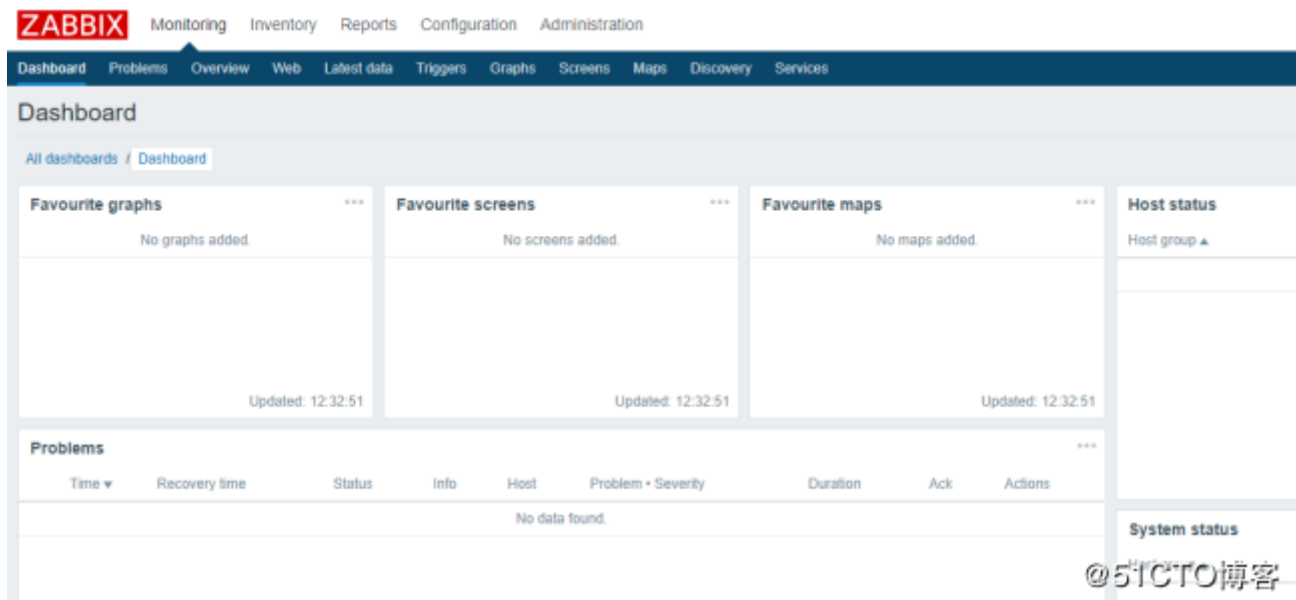 ZABBIX Monitoring Inventory Reports Configuration Administration
Dashboard Problems Overview Web Latest data Triggers Graphs Screens Maps Discovery Services
Dashboard
All dashboards / Dashboard
Favourite graphs
No graphs added.
Updated: 12:32:51
Favourite screens
No screens added.
Updated: 12:32:51
Favourite maps
No maps added.
Updated: 12:32:51
Host status
Host group ▲
Problems
Time ▼ Recovery time Status Info Host Problem • Severity Duration Ack Actions
No data found.
System status
@51CTO博客